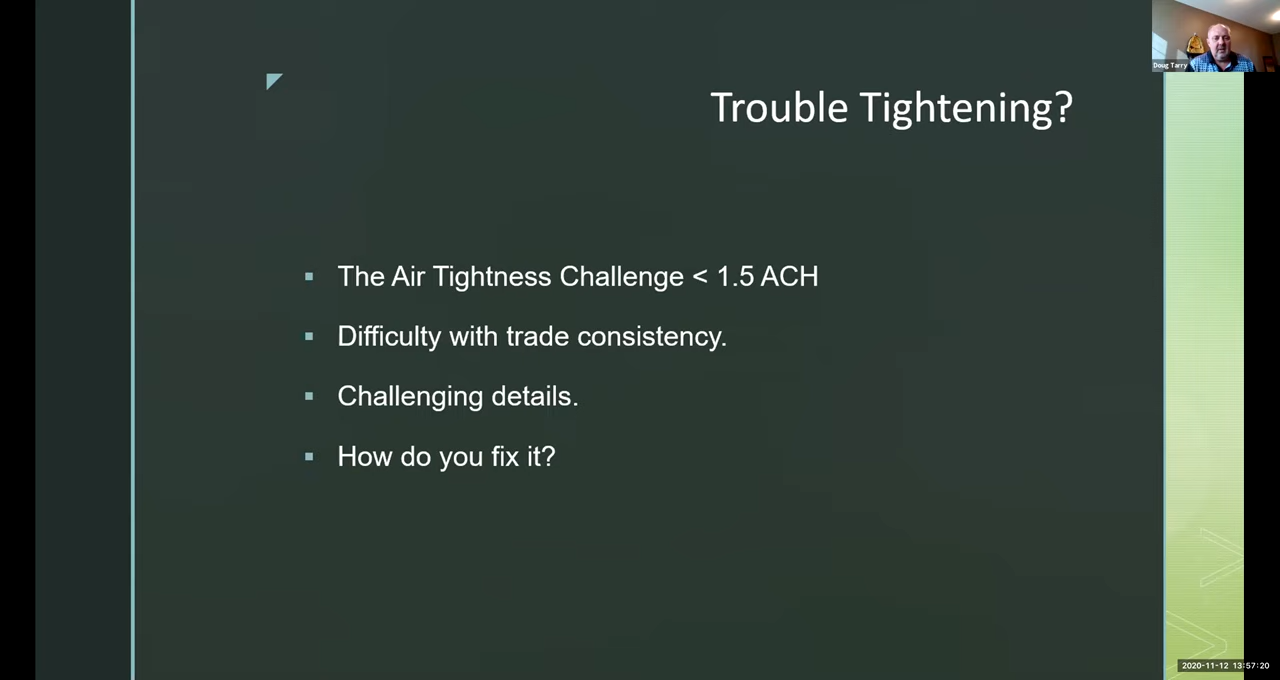 Doug Tarry
Trouble Tightening?
The Air Tightness Challenge < 1.5 ACH
Difficulty with trade consistency.
Challenging details.
How do you fix it?
2020-11-12 13:57:20